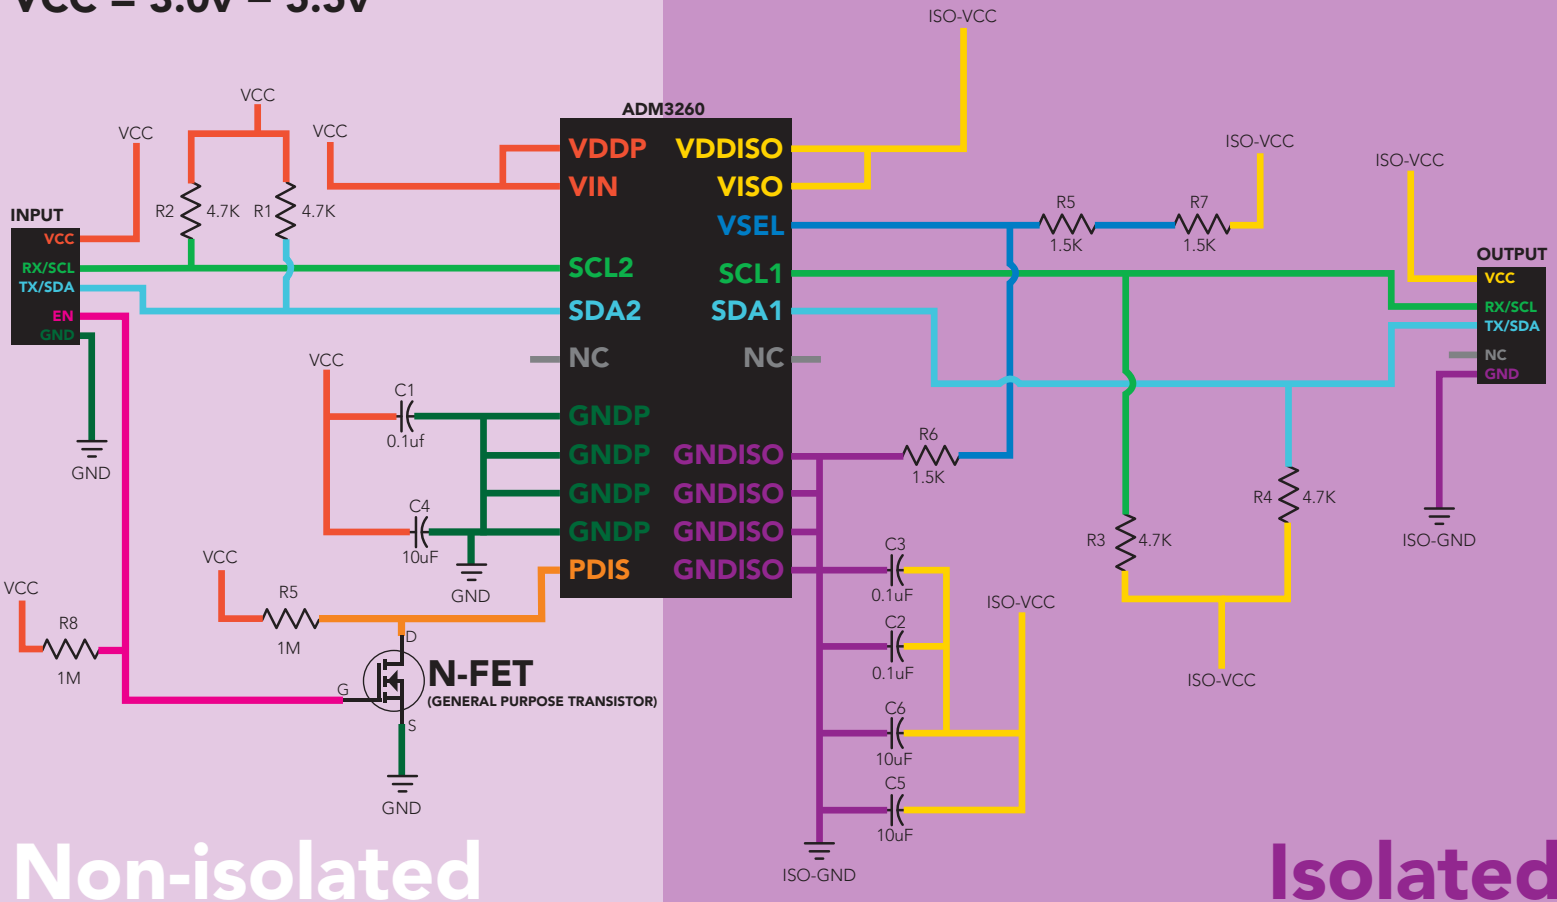 VCC = 3.0v – 5.5v
ISO-VCC
VCC
VCC
VCC
ADM3260
VDDP VDDISO
VIN VISO
VSEL
SCL2 SCL1
SDA2 SDA1
NC NC
GNDP
GNDP GNDISO
GNDP GNDISO
GNDP GNDISO
PDIS GNDISO
R2 4.7K R1 4.7K
INPUT
VCC
RX/SCL
TX/SDA
EN
GND
GND
VCC
C1
0.1uf
C4
10uF
GND
VCC
R5
1M
VCC
R8
1M
D
G
S
N-FET
(GENERAL PURPOSE TRANSISTOR)
GND
R5
1.5K
R7
1.5K
ISO-VCC
ISO-VCC
OUTPUT
VCC
RX/SCL
TX/SDA
NC
GND
ISO-GND
R6
1.5K
R4 4.7K
R3 4.7K
ISO-VCC
C3
0.1uF
C2
0.1uF
C6
10uF
C5
10uF
ISO-VCC
ISO-GND
Non-isolated
Isolated